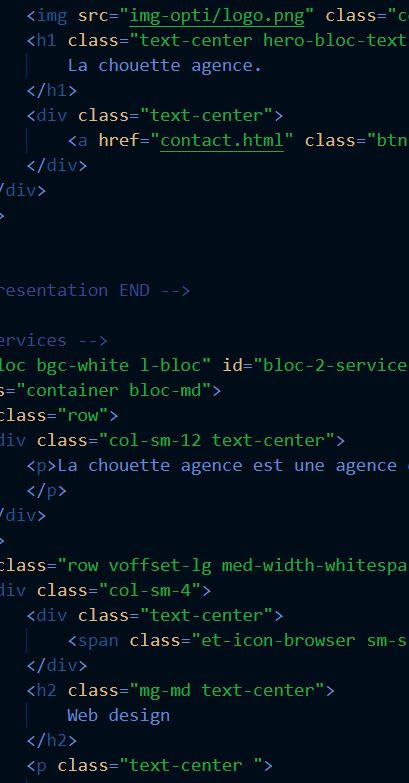 <img src="img-opti/logo.png" class="c
<h1 class="text-center hero-bloc-text
La chouette agence.
</h1>
<div class="text-center">
<a href="contact.html" class="btn
</div>
/div>
>
resentation END -->
ervices -->
loc bgc-white l-bloc" id="bloc-2-service
s="container bloc-md">
class="row">
div class="col-sm-12 text-center">
<p>La chouette agence est une agence
</p>
/div>
>
class="row voffset-lg med-width-whitespa
div class="col-sm-4">
<div class="text-center">
<span class="et-icon-browser sm-s
</div>
<h2 class="mg-md text-center">
Web design
</h2>
<p class="text-center ">